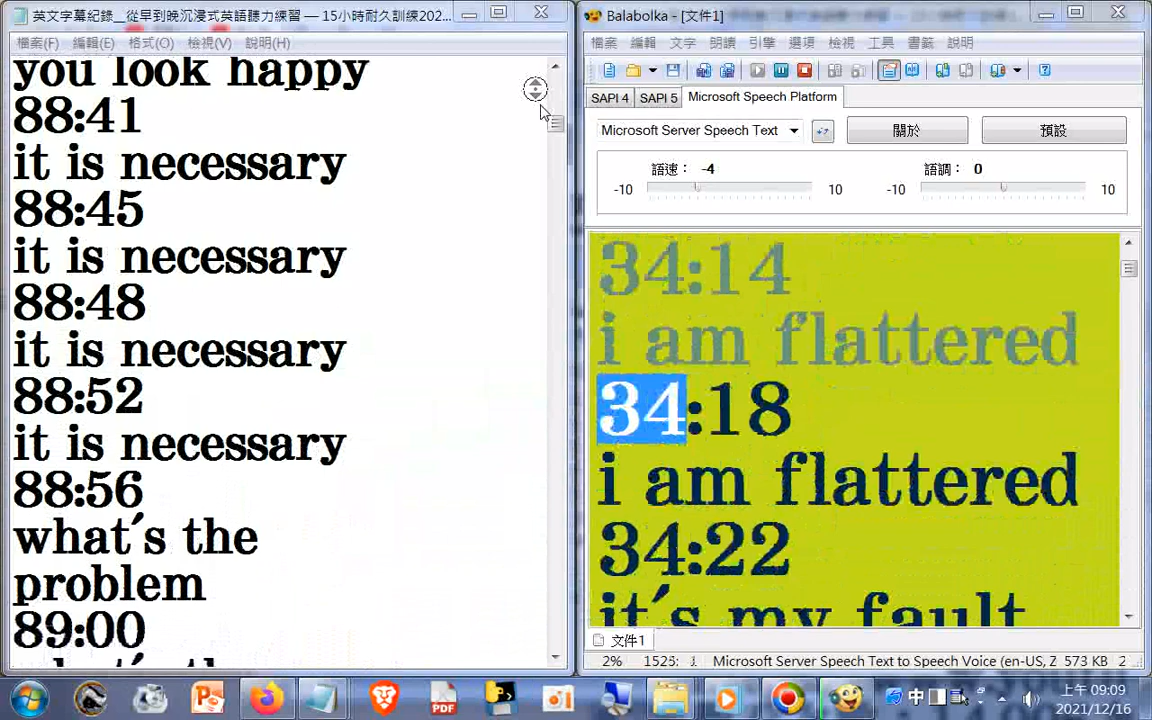 英文字幕紀錄__從早到晚沉浸式英語聽力練習 — 15小時耐久訓練202...
檔案(F) 編輯(E) 格式(O) 檢視(V) 說明(H)
you look happy
88:41
it is necessary
88:45
it is necessary
88:48
it is necessary
88:52
it is necessary
88:56
what's the
problem
89:00
Balabolka - [文件1]
檔案 編輯 文字 朗讀 引擎 選項 檢視 工具 書籤 說明
SAPI 4 SAPI 5 Microsoft Speech Platform
Microsoft Server Speech Text 關於 預設
語速： -4 語調： 0
-10 10 -10 10
34:14
i am flattered
34:18
i am flattered
34:22
it's my fault
文件1
2% 1523: 1 Microsoft Server Speech Text to Speech Voice (en-US, Z 573 KB 2
PDF
中
上午 09:09
2021/12/16